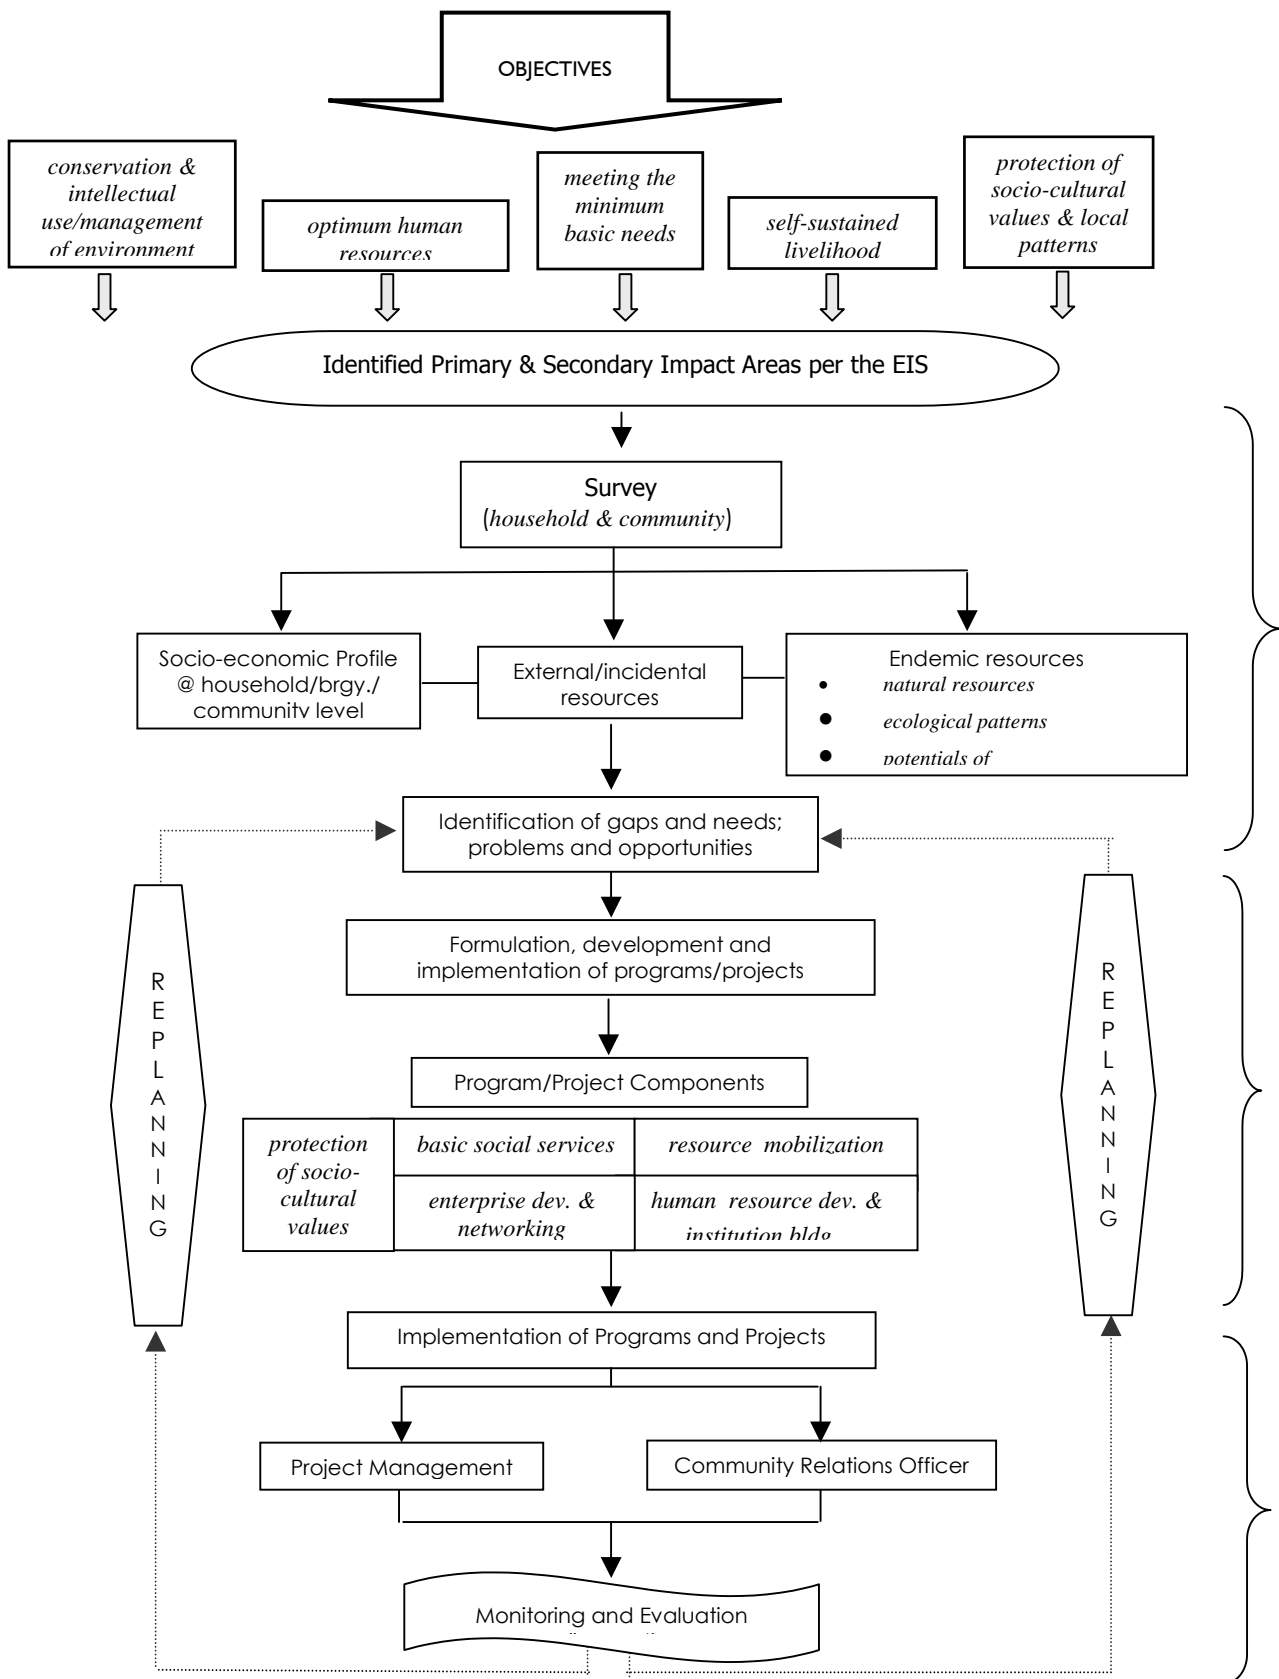 OBJECTIVES
conservation &
intellectual
use/management
of environment
optimum human
resources
meeting the
minimum
basic needs
self-sustained
livelihood
protection of
socio-cultural
values & local
patterns
Identified Primary & Secondary Impact Areas per the EIS
Survey
(household & community)
Socio-economic Profile
@ household/brgy./
community level
External/incidental
resources
Endemic resources
• natural resources
• ecological patterns
• potentials of
Identification of gaps and needs;
problems and opportunities
Formulation, development and
implementation of programs/projects
REPLANNING
REPLANNING
Program/Project Components
protection
of socio-
cultural
values
basic social services
resource mobilization
enterprise dev. &
networking
human resource dev. &
institution bldg
Implementation of Programs and Projects
Project Management
Community Relations Officer
Monitoring and Evaluation